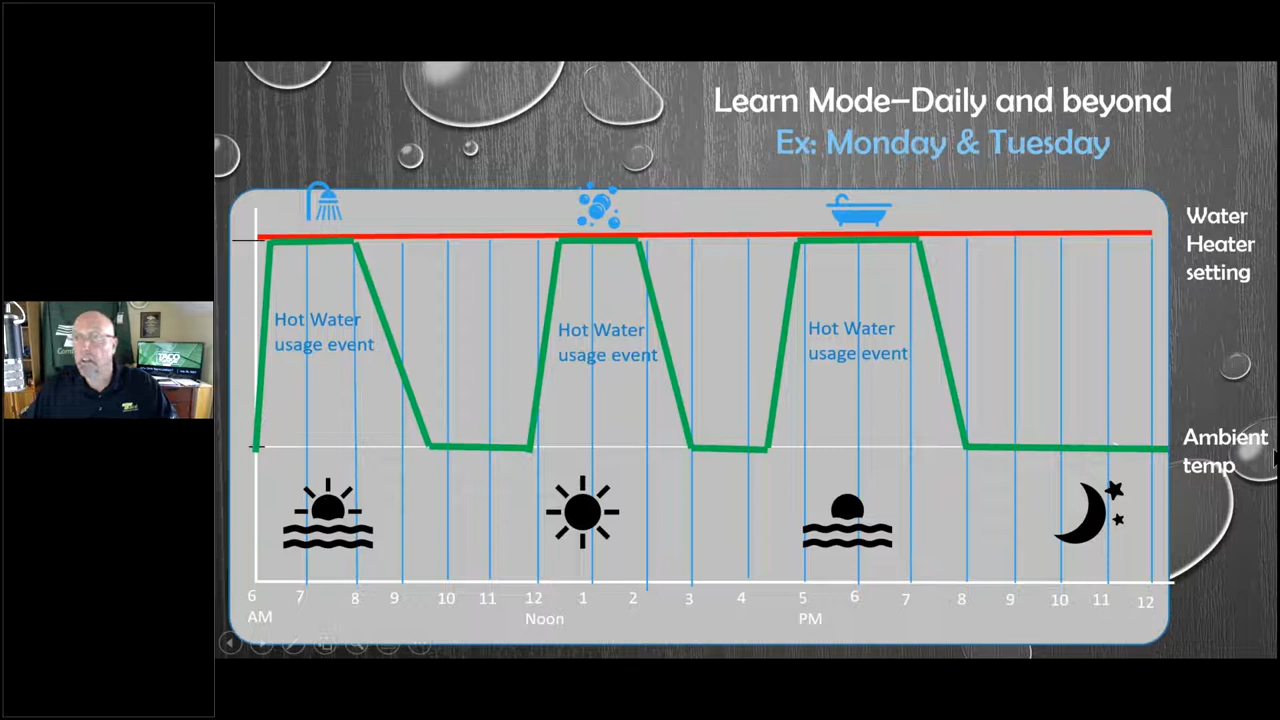 Learn Mode–Daily and beyond
Ex: Monday & Tuesday
Water
Heater
setting
Hot Water
usage event
Hot Water
usage event
Hot Water
usage event
Ambient
temp
6 7 8 9 10 11 12 1 2 3 4 5 6 7 8 9 10 11 12
AM Noon PM
TACO